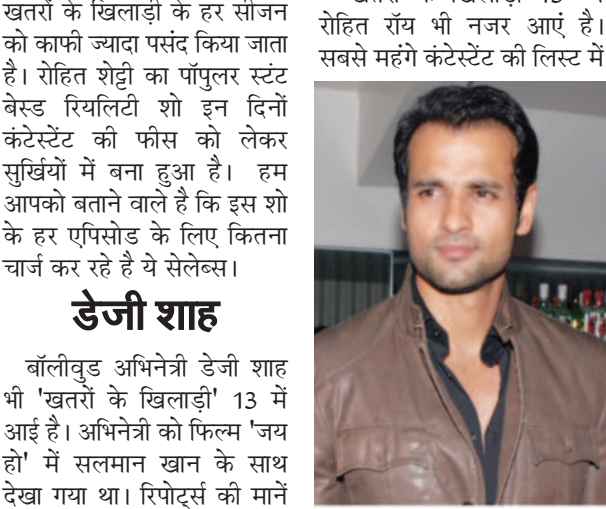 खतरों के खिलाड़ी के हर सीजन
को काफी ज्यादा पसंद किया जाता
है। रोहित शेट्टी का पॉपुलर स्टंट
बेस्ड रियलिटी शो इन दिनों
कंटेस्टेंट की फीस को लेकर
सुर्खियों में बना हुआ है। हम
आपको बताने वाले है कि इस शो
के हर एपिसोड के लिए कितना
चार्ज कर रहे है ये सेलेब्स।
डेजी शाह
बॉलीवुड अभिनेत्री डेजी शाह
भी 'खतरों के खिलाड़ी' 13 में
आई है। अभिनेत्री को फिल्म 'जय
हो' में सलमान खान के साथ
देखा गया था। रिपोर्ट्स की मानें
रोहित रॉय भी नजर आएं है।
सबसे महंगे कंटेस्टेंट की लिस्ट में